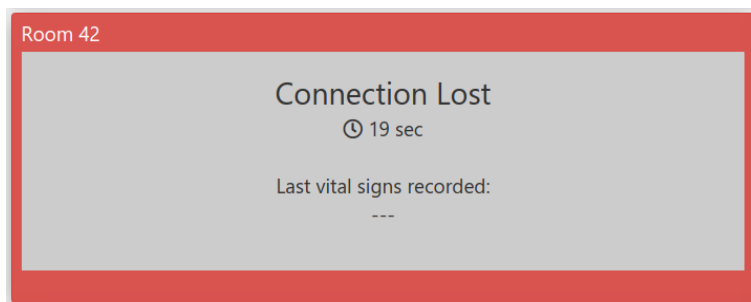 Room 42
Connection Lost
19 sec
Last vital signs recorded:
---